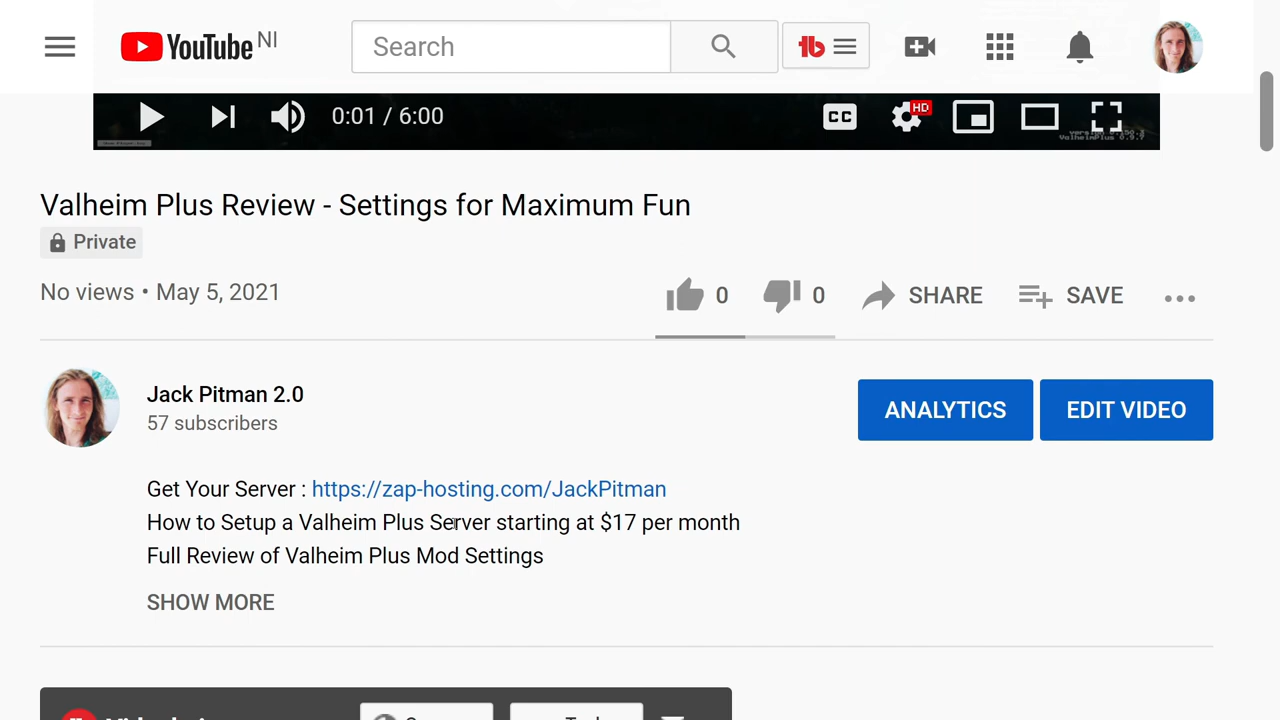 YouTube NI
Search
tb
0:01 / 6:00
CC
HD
Valheim Plus Review - Settings for Maximum Fun
Private
No views • May 5, 2021
0
0
SHARE
SAVE
Jack Pitman 2.0
57 subscribers
ANALYTICS
EDIT VIDEO
Get Your Server : https://zap-hosting.com/JackPitman
How to Setup a Valheim Plus Server starting at $17 per month
Full Review of Valheim Plus Mod Settings
SHOW MORE